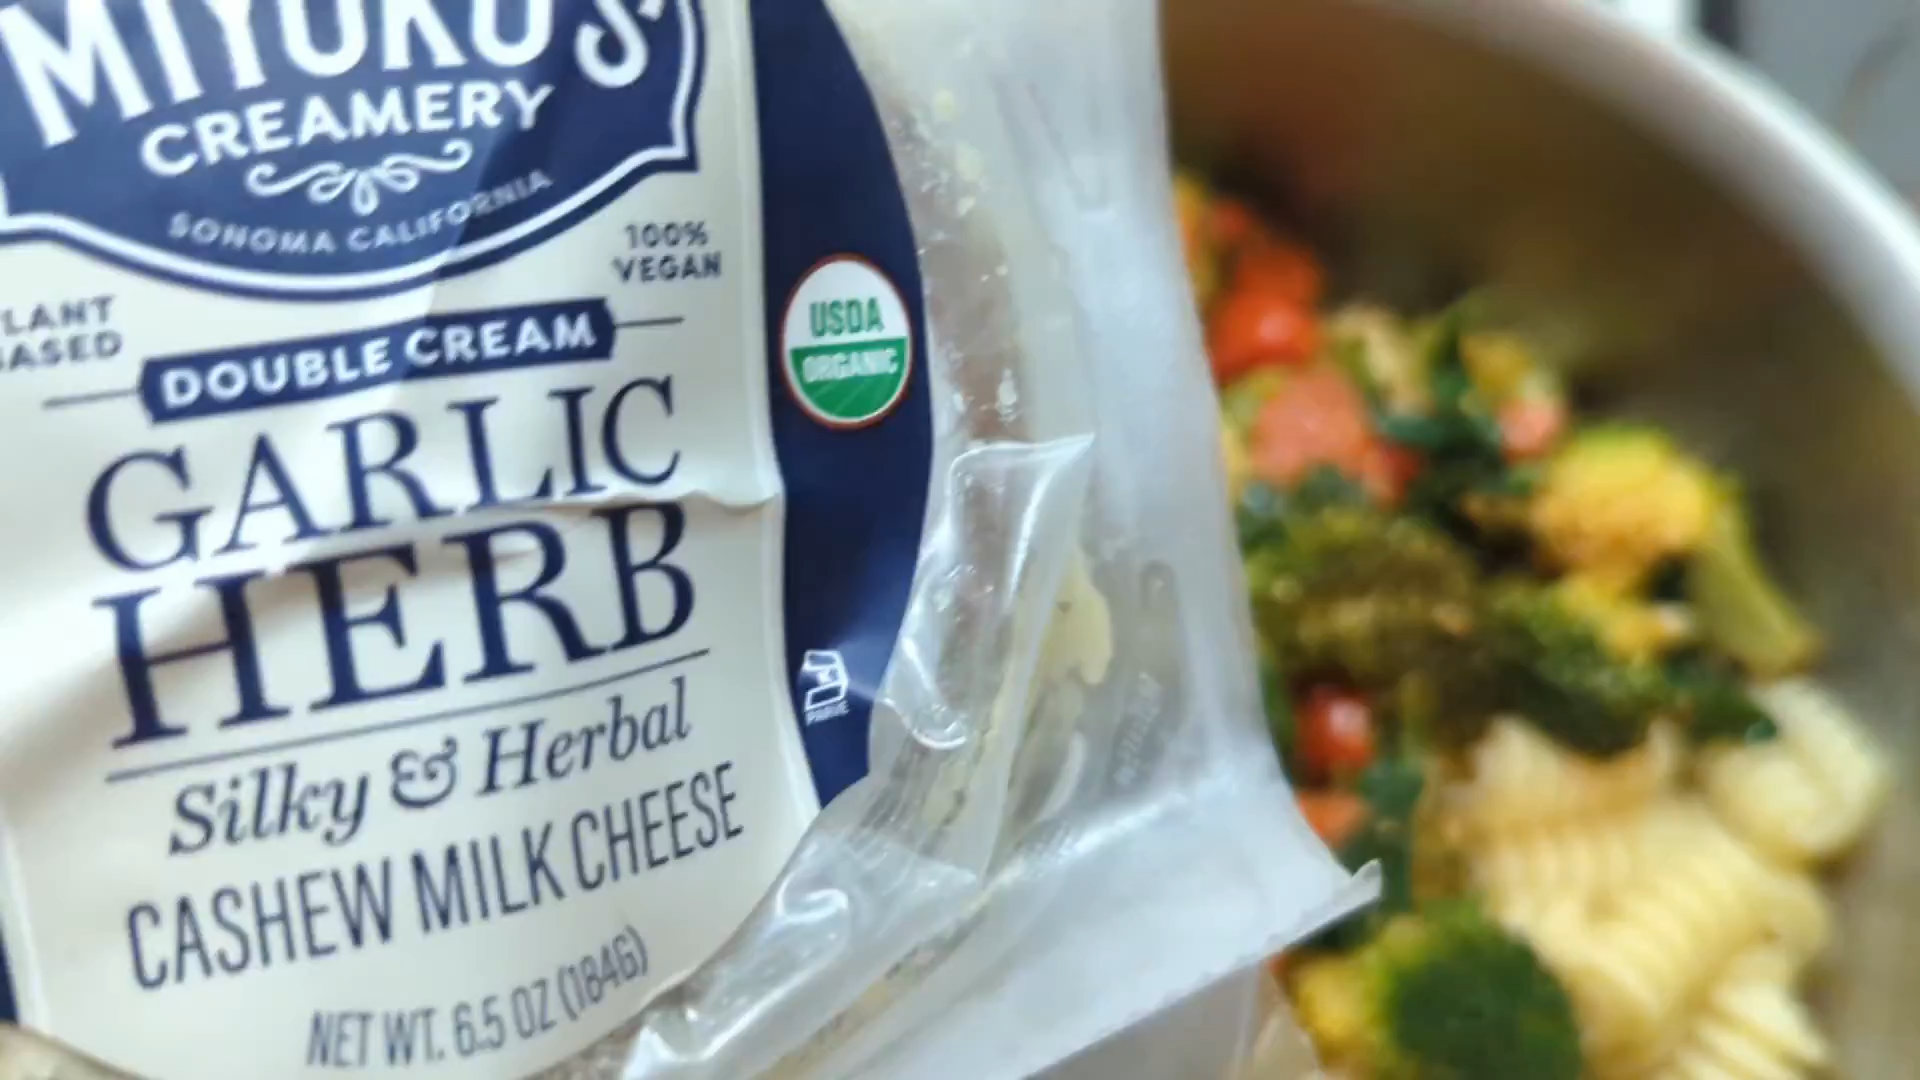 MIYOKO'S
CREAMERY
SONOMA CALIFORNIA
100%
VEGAN
LANT
ASED
DOUBLE CREAM
GARLIC
HERB
Silky & Herbal
CASHEW MILK CHEESE
NET WT. 6.5 OZ (184G)
USDA
ORGANIC
K
PARVE